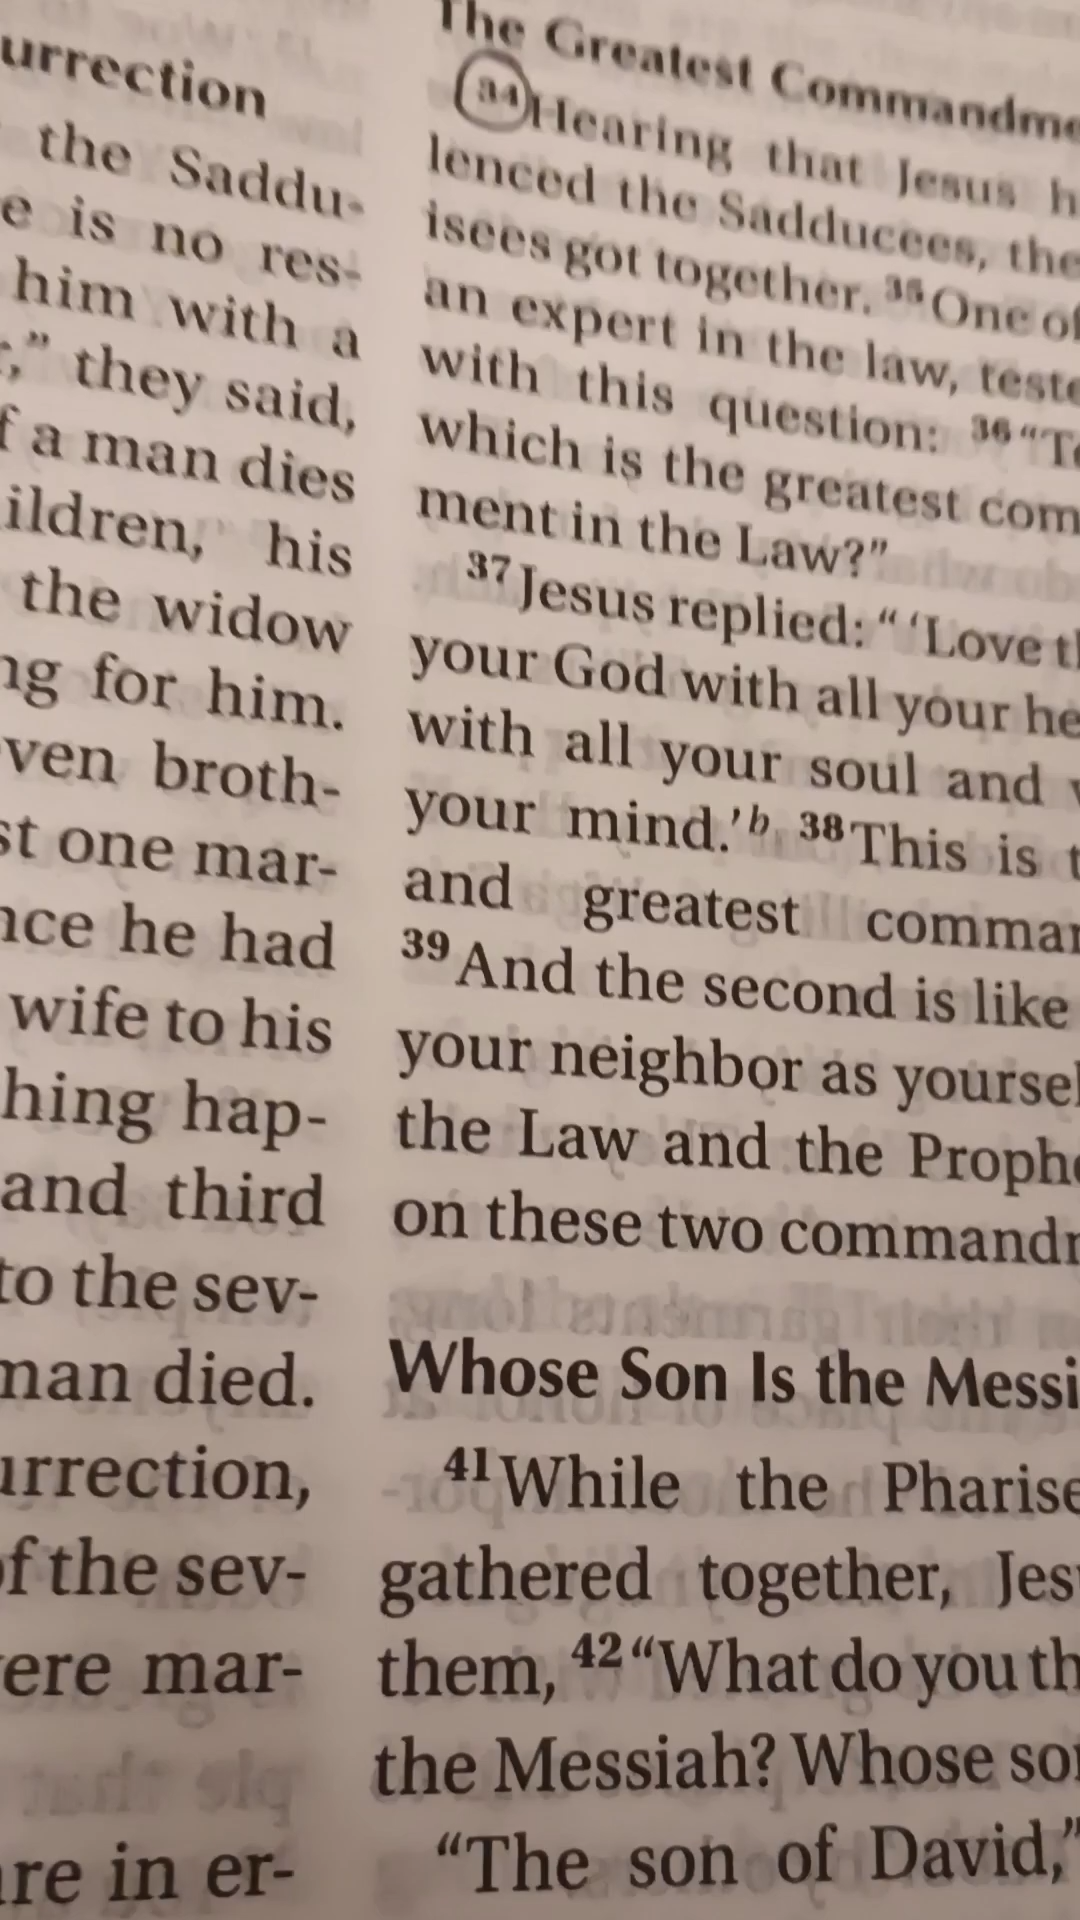 urrection
the Saddu-
e is no res-
him with a
," they said,
f a man dies
ildren, his
the widow
ng for him.
ven broth-
st one mar-
nce he had
wife to his
hing hap-
and third
to the sev-
man died.
urrection,
of the sev-
ere mar-
are in er-
The Greatest Commandme
34 Hearing that Jesus h
lenced the Sadducees, the
isees got together. 35 One of
an expert in the law, teste
with this question: 36 "Te
which is the greatest com
ment in the Law?"
37 Jesus replied: " 'Love th
your God with all your he
with all your soul and w
your mind.' b 38 This is t
and greatest comman
39 And the second is like
your neighbor as yoursel
the Law and the Prophe
on these two commandm
Whose Son Is the Messi
41 While the Pharise
gathered together, Jes
them, 42 "What do you th
the Messiah? Whose son
"The son of David,"